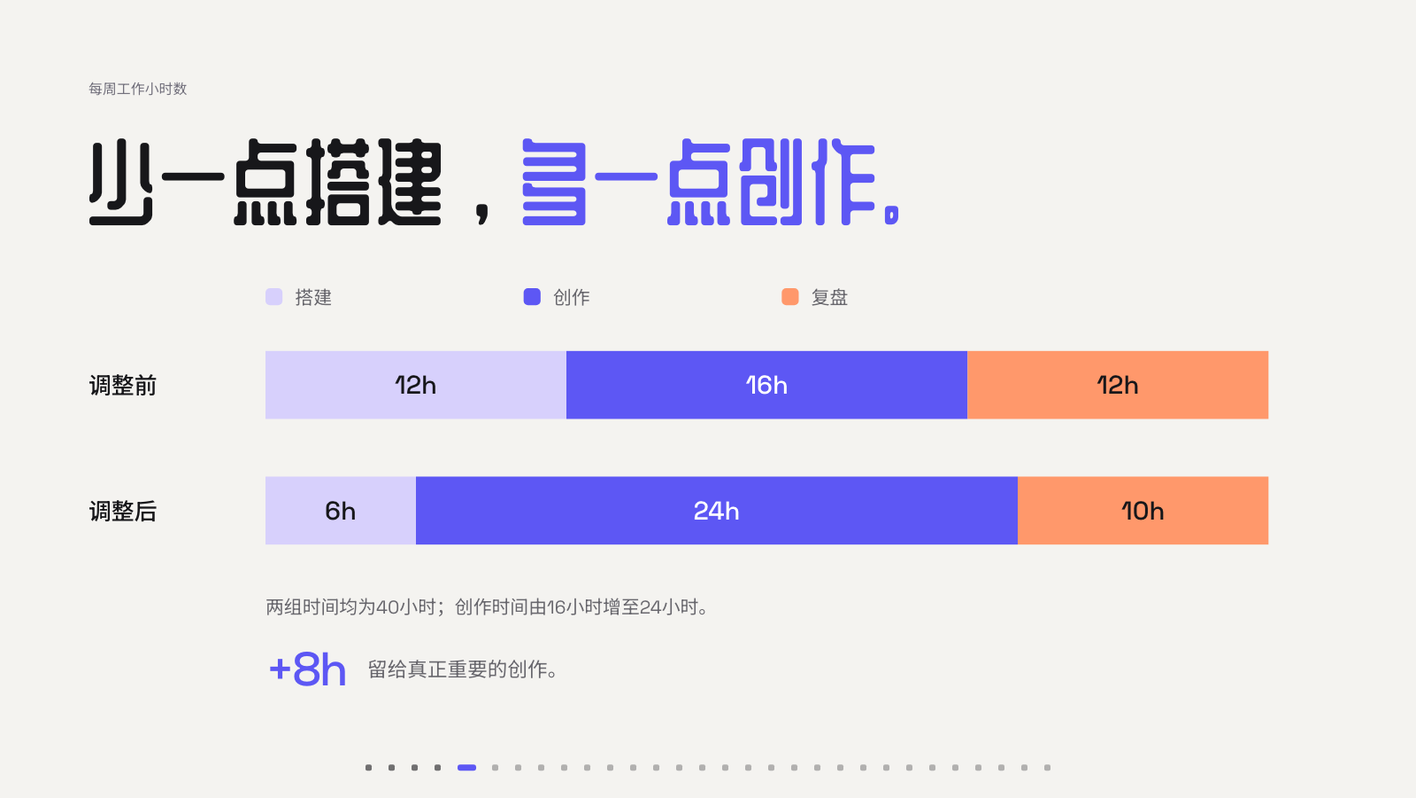 每周工作小时数
少一点搭建，多一点创作。
搭建 创作 复盘
调整前 12h 16h 12h
调整后 6h 24h 10h
两组时间均为40小时；创作时间由16小时增至24小时。
+8h 留给真正重要的创作。